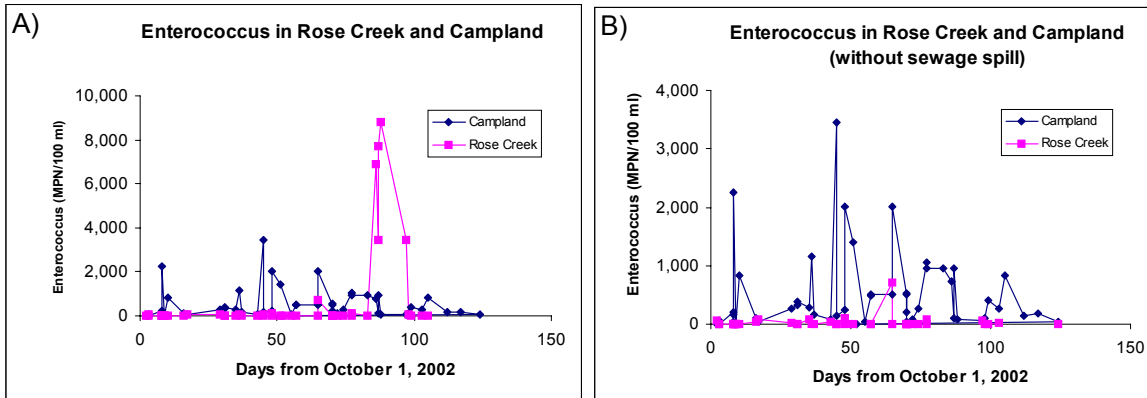 A)
Enterococcus in Rose Creek and Campland
10,000
8,000
6,000
4,000
2,000
0
Enterococcus (MPN/100 ml)
Campland
Rose Creek
0
50
100
150
Days from October 1, 2002
B)
Enterococcus in Rose Creek and Campland
(without sewage spill)
4,000
3,000
2,000
1,000
0
Enterococcus (MPN/100 ml)
Campland
Rose Creek
0
50
100
150
Days from October 1, 2002